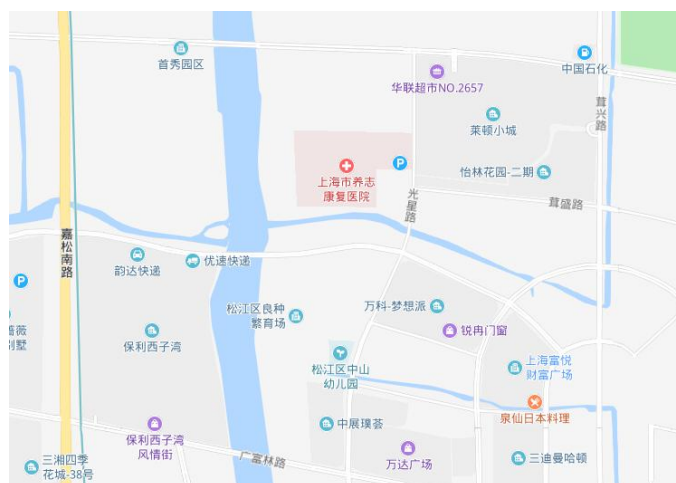 首秀园区
华联超市NO.2657
中国石化
莱顿小城
茸兴路
上海市养志
康复医院
P
怡林花园-二期
光星路
茸盛路
嘉松南路
韵达快递
优速快递
P
松江区良种
繁育场
万科-梦想派
锐冉门窗
薇
别墅
保利西子湾
松江区中山
幼儿园
上海富悦
财富广场
泉仙日本料理
保利西子湾
风情街
中展璞荟
广富林路
万达广场
三迪曼哈顿
三湘四季
花城-38号